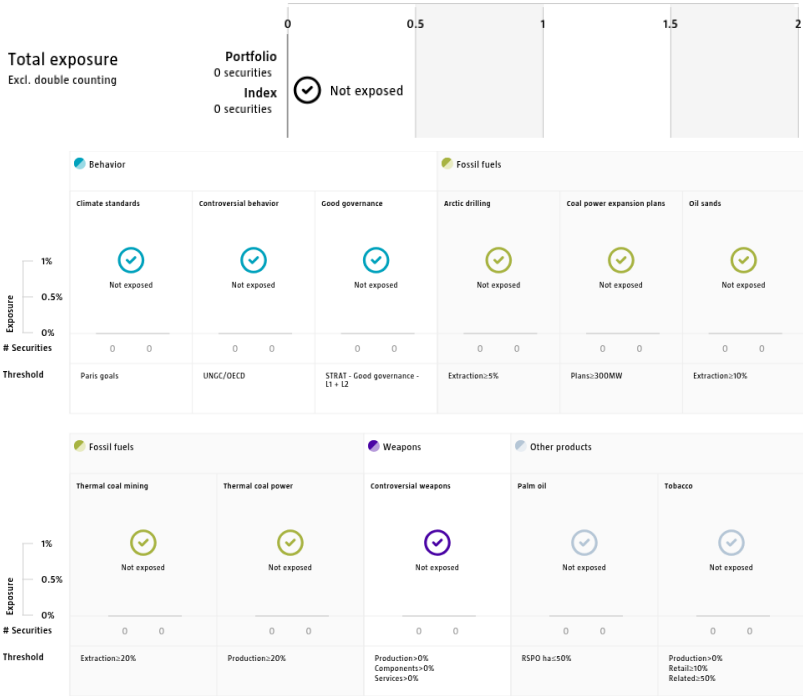 0 0.5 1 1.5 2
Total exposure
Excl. double counting
Portfolio
0 securities
Index
0 securities
Not exposed
Behavior Fossil fuels
Climate standards Controversial behavior Good governance Arctic drilling Coal power expansion plans Oil sands
Not exposed Not exposed Not exposed Not exposed Not exposed Not exposed
Exposure
1%
0.5%
0%
# Securities 0 0 0 0 0 0 0 0 0 0 0 0
Threshold Paris goals UNGC/OECD STRAT - Good governance - Extraction≥5% Plans≥300MW Extraction≥10%
L1 + L2
Fossil fuels Weapons Other products
Thermal coal mining Thermal coal power Controversial weapons Palm oil Tobacco
Not exposed Not exposed Not exposed Not exposed Not exposed
Exposure
1%
0.5%
0%
# Securities 0 0 0 0 0 0 0 0 0 0
Threshold Extraction≥20% Production≥20% Production>0% RSPO ha≤50% Production>0%
Components>0% Retail≥10%
Services>0% Related≥50%